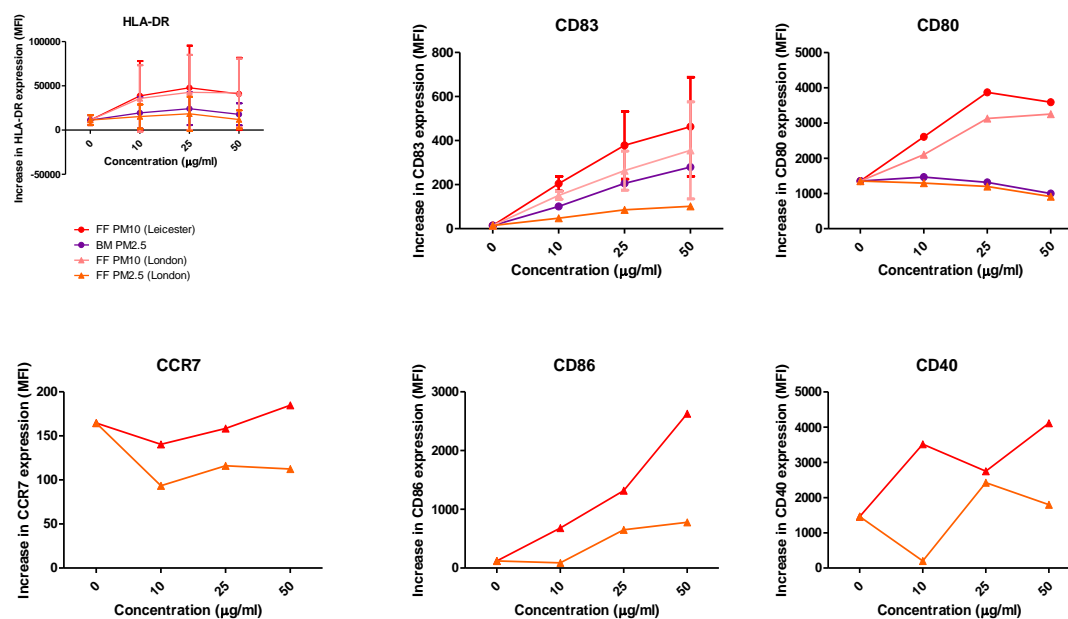 HLA-DR
Increase in HLA-DR expression (MFI)
100000
50000
0
-50000
0
10
25
50
Concentration (μg/ml)
FF PM10 (Leicester)
BM PM2.5
FF PM10 (London)
FF PM2.5 (London)
CD83
Increase in CD83 expression (MFI)
800
600
400
200
0
0
10
25
50
Concentration (μg/ml)
CD80
Increase in CD80 expression (MFI)
5000
4000
3000
2000
1000
0
0
10
25
50
Concentration (μg/ml)
CCR7
Increase in CCR7 expression (MFI)
200
150
100
50
0
0
10
25
50
Concentration (μg/ml)
CD86
Increase in CD86 expression (MFI)
3000
2000
1000
0
0
10
25
50
Concentration (μg/ml)
CD40
Increase in CD40 expression (MFI)
5000
4000
3000
2000
1000
0
0
10
25
50
Concentration (μg/ml)